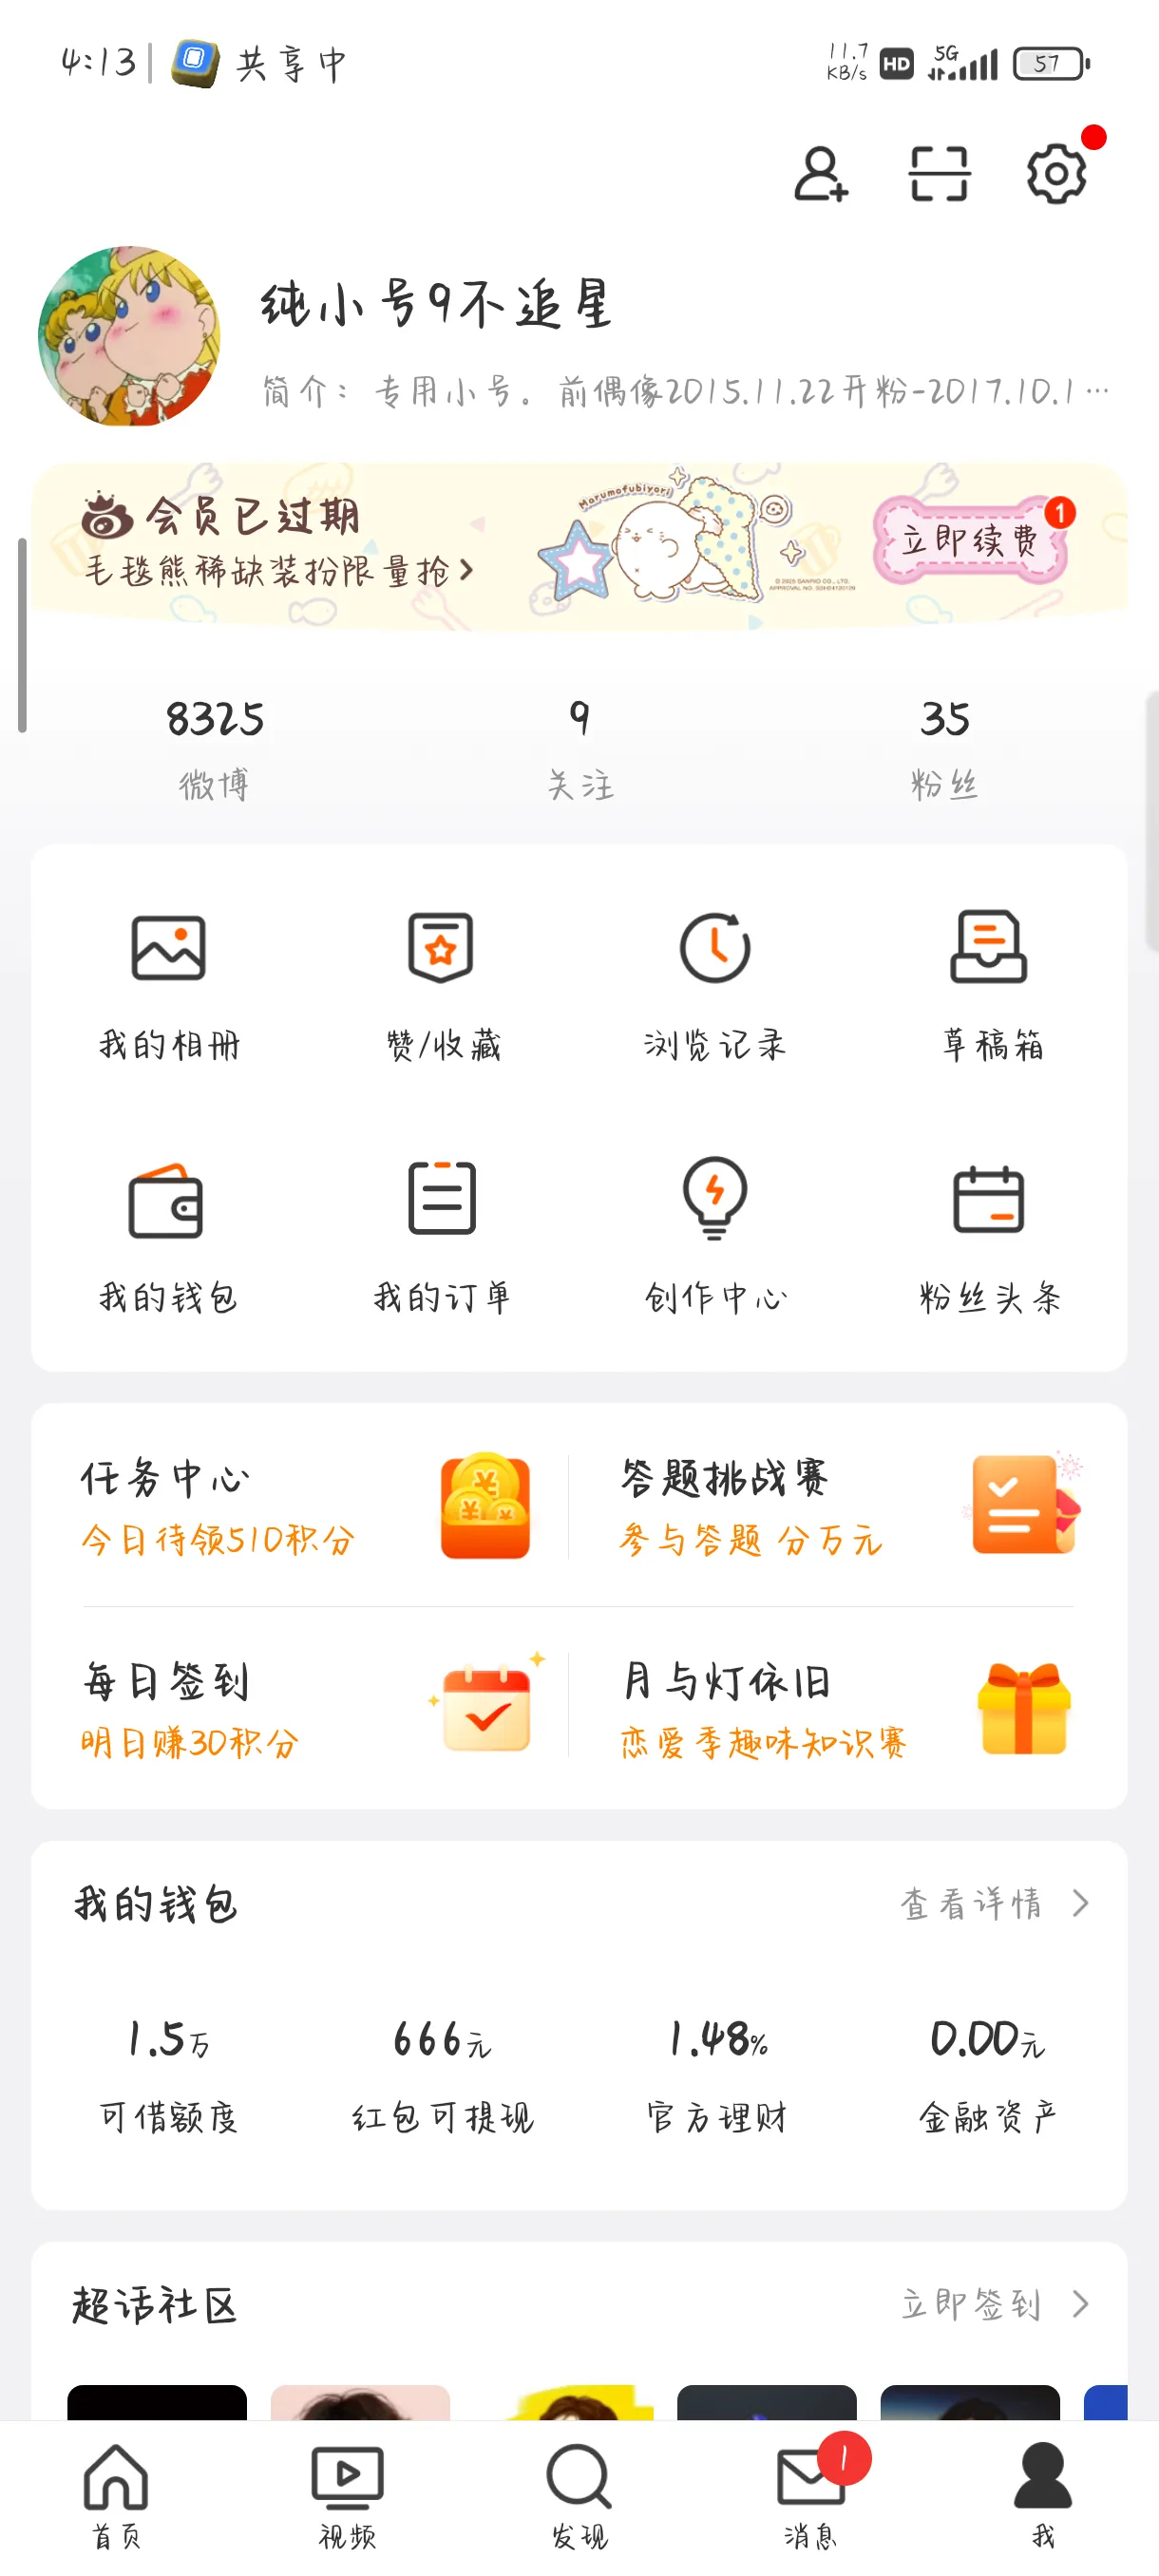 4:13 共享中 11.7 KB/s HD 5G 57
纯小号9不追星
简介：专用小号。前偶像2015.11.22开粉-2017.10.1…
会员已过期
毛毯熊稀缺装扮限量抢
Marumofubiyori
© 2025 SANRIO CO., LTD.
立即续费 1
8325 9 35
微博 关注 粉丝
我的相册 赞/收藏 浏览记录 草稿箱
我的钱包 我的订单 创作中心 粉丝头条
任务中心 答题挑战赛
今日待领510积分 参与答题 分万元
每日签到 月与灯依旧
明日赚30积分 恋爱季趣味知识赛
我的钱包 查看详情
1.5万 666元 1.48% 0.00元
可借额度 红包可提现 官方理财 金融资产
超话社区 立即签到
1
首页 视频 发现 消息 我